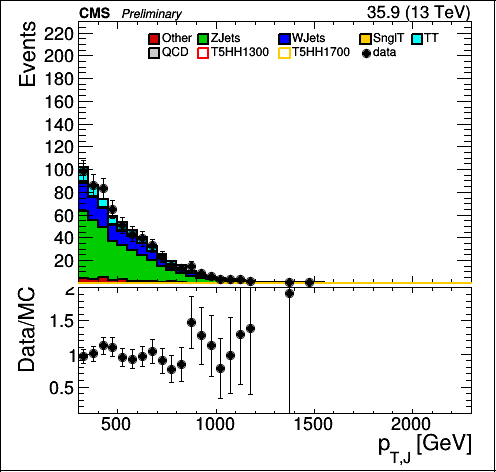 CMS Preliminary 35.9 (13 TeV)
Other ZJets WJets SnglT TT
QCD T5HH1300 T5HH1700 data
Events
220
200
180
160
140
120
100
80
60
40
20
Data/MC
2
1.5
1
0.5
500 1000 1500 2000
p_T,J [GeV]